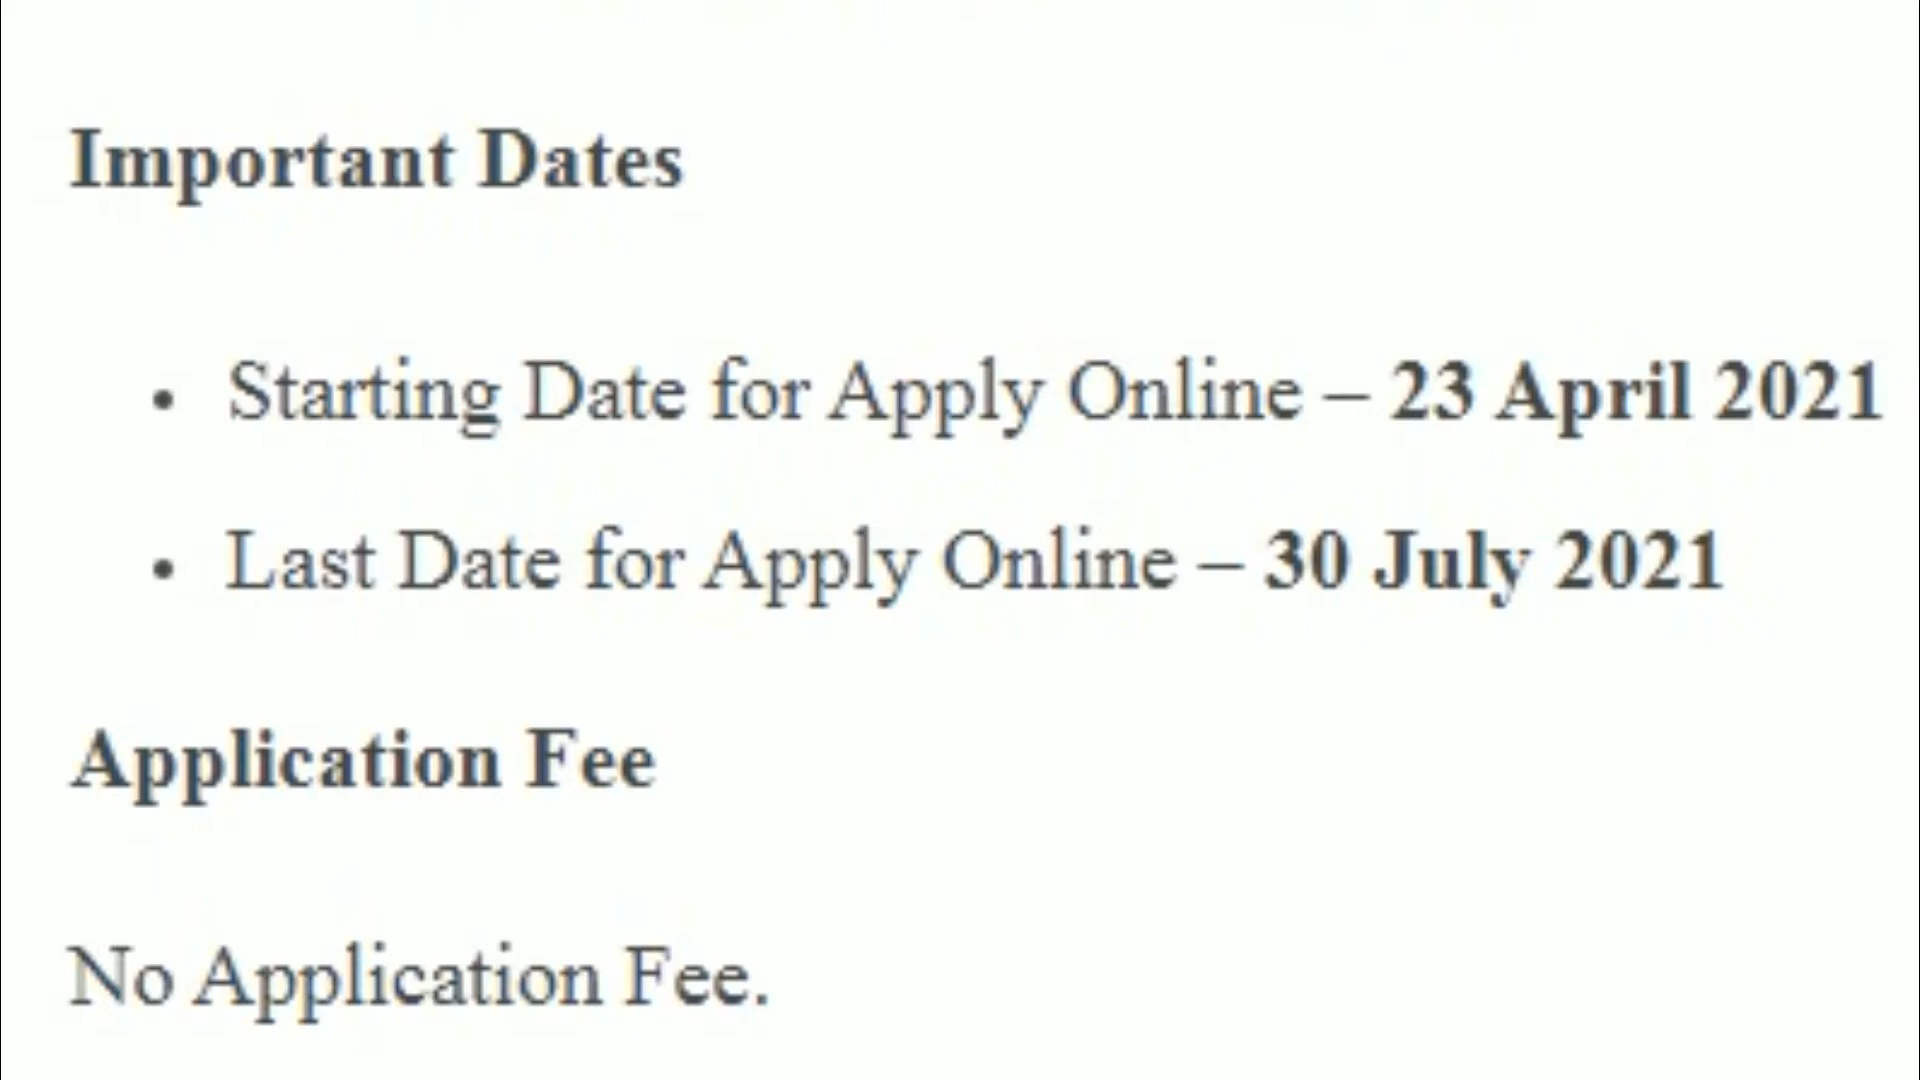 Important Dates
• Starting Date for Apply Online – 23 April 2021
• Last Date for Apply Online – 30 July 2021
Application Fee
No Application Fee.